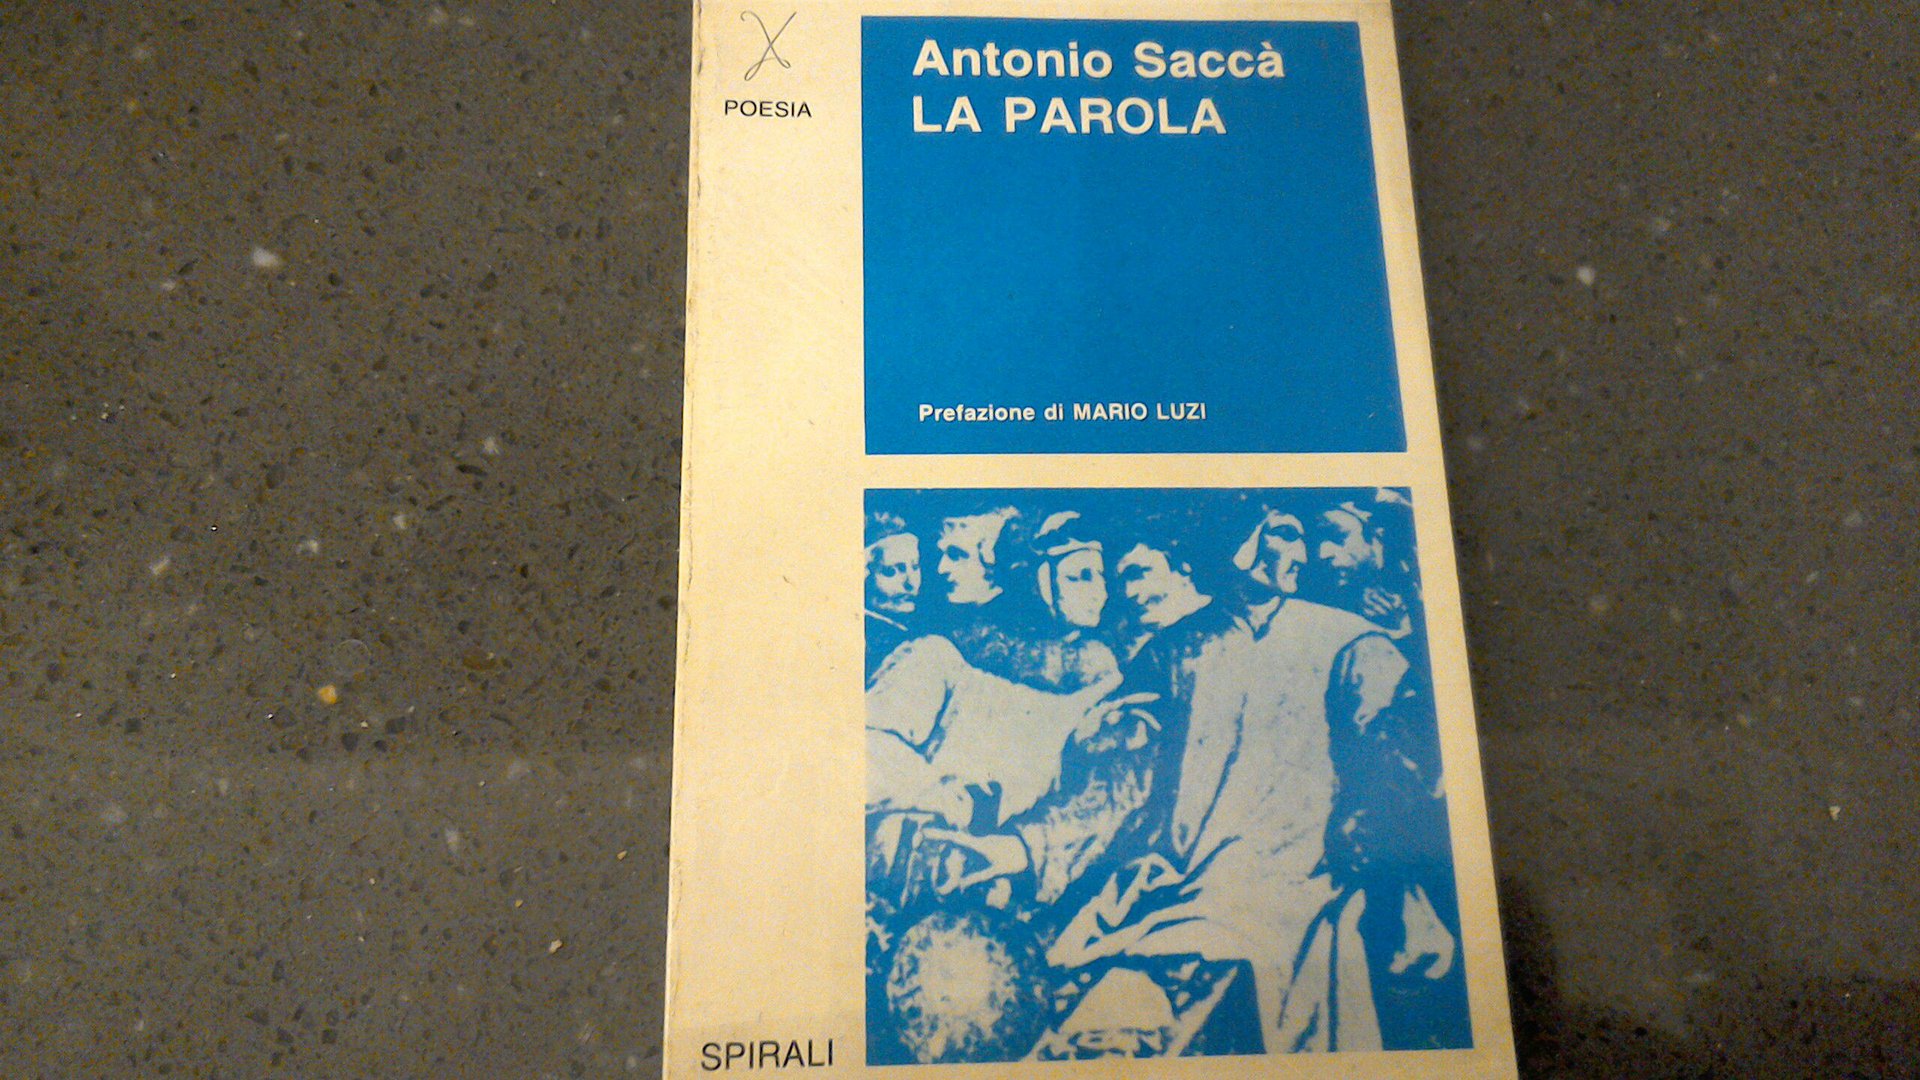 POESIA
Antonio Saccà
LA PAROLA
Prefazione di MARIO LUZI
SPIRALI